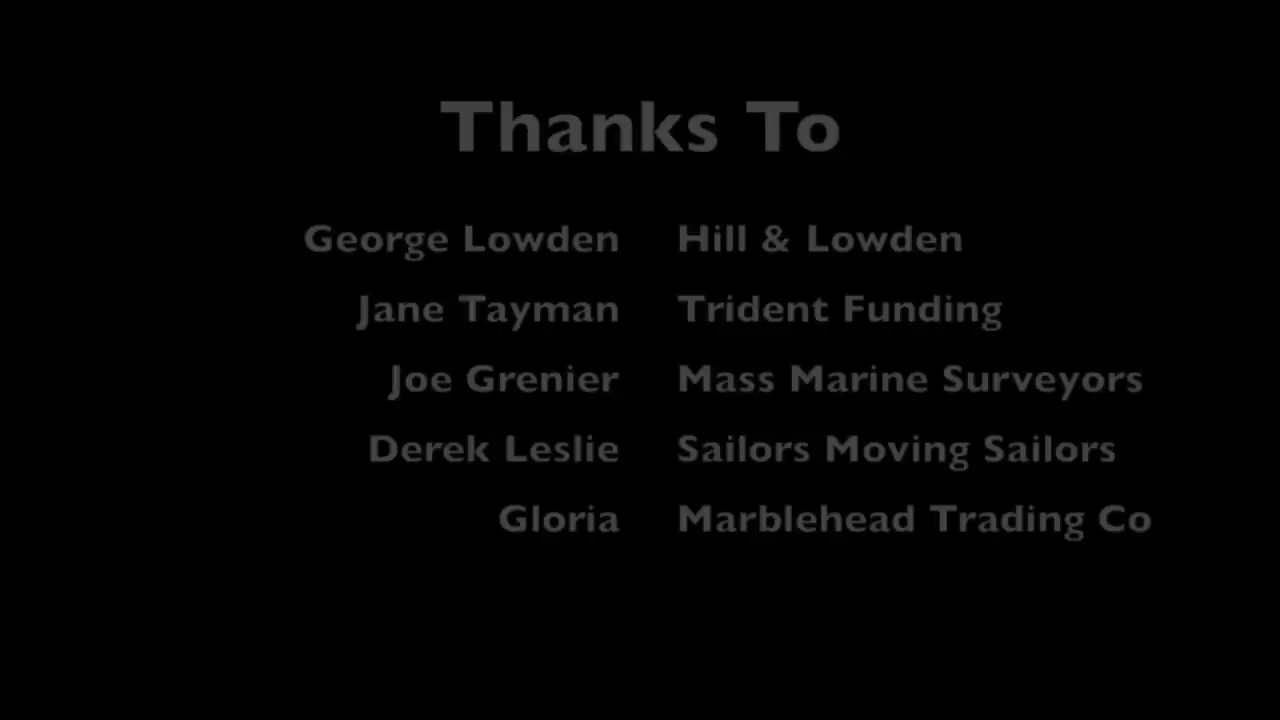 Thanks To
George Lowden Hill & Lowden
Jane Tayman Trident Funding
Joe Grenier Mass Marine Surveyors
Derek Leslie Sailors Moving Sailors
Gloria Marblehead Trading Co